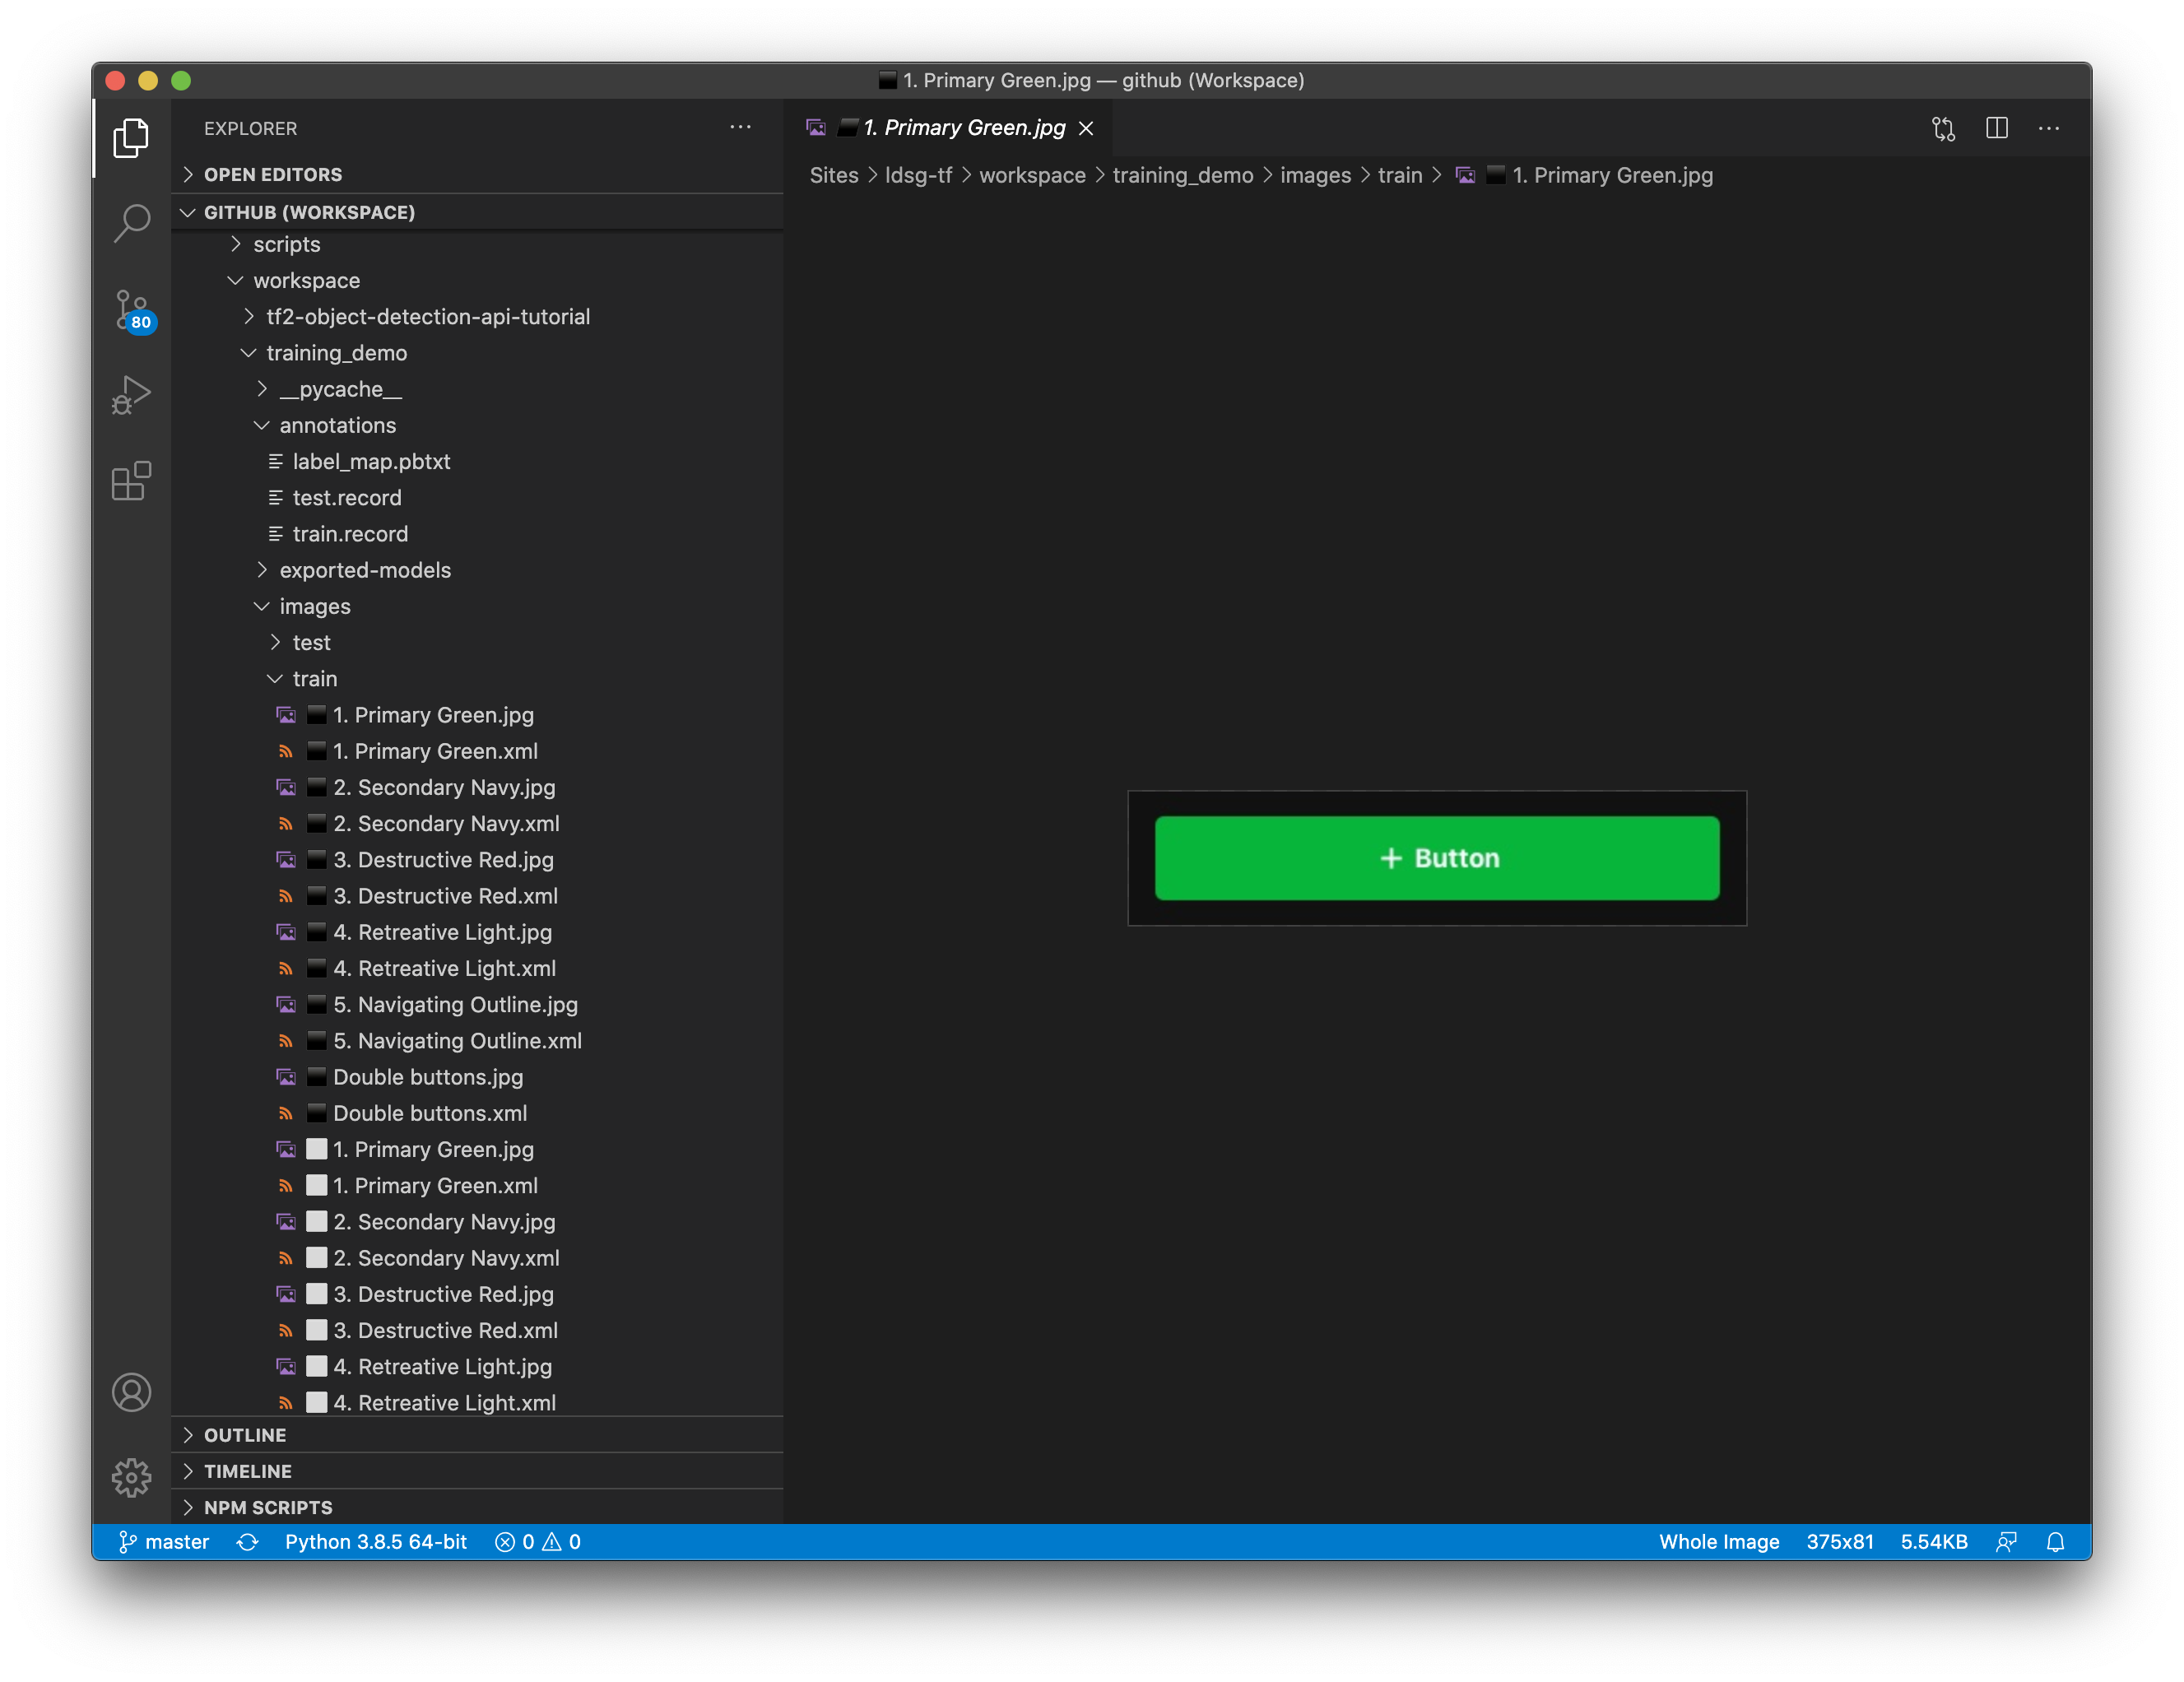 ⬛️ 1. Primary Green.jpg — github (Workspace)
EXPLORER
OPEN EDITORS
GITHUB (WORKSPACE)
scripts
workspace
tf2-object-detection-api-tutorial
training_demo
__pycache__
annotations
label_map.pbtxt
test.record
train.record
exported-models
images
test
train
⬛️ 1. Primary Green.jpg
⬛️ 1. Primary Green.xml
⬛️ 2. Secondary Navy.jpg
⬛️ 2. Secondary Navy.xml
⬛️ 3. Destructive Red.jpg
⬛️ 3. Destructive Red.xml
⬛️ 4. Retreative Light.jpg
⬛️ 4. Retreative Light.xml
⬛️ 5. Navigating Outline.jpg
⬛️ 5. Navigating Outline.xml
⬛️ Double buttons.jpg
⬛️ Double buttons.xml
⬜️ 1. Primary Green.jpg
⬜️ 1. Primary Green.xml
⬜️ 2. Secondary Navy.jpg
⬜️ 2. Secondary Navy.xml
⬜️ 3. Destructive Red.jpg
⬜️ 3. Destructive Red.xml
⬜️ 4. Retreative Light.jpg
⬜️ 4. Retreative Light.xml
OUTLINE
TIMELINE
NPM SCRIPTS
80
⬛️ 1. Primary Green.jpg
Sites > ldsg-tf > workspace > training_demo > images > train > ⬛️ 1. Primary Green.jpg
+ Button
master Python 3.8.5 64-bit 0 0 Whole Image 375x81 5.54KB